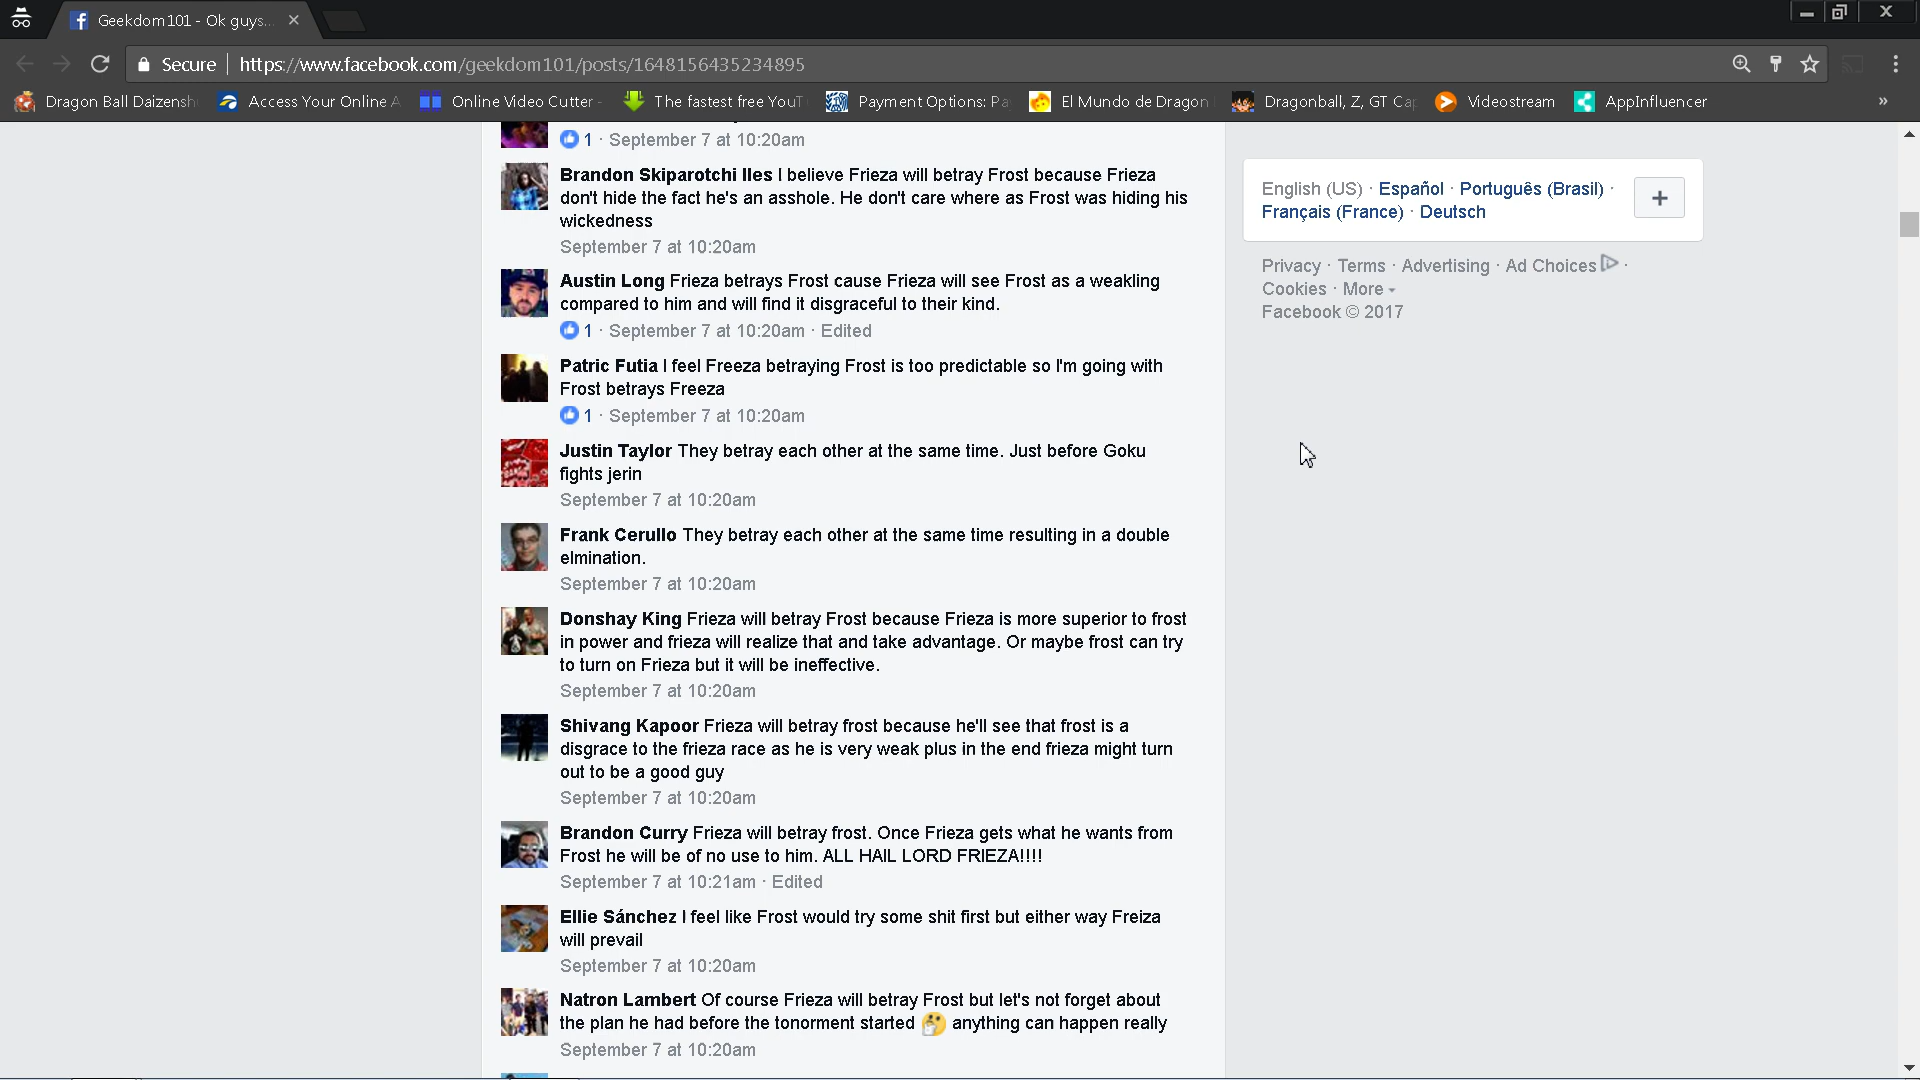 Geekdom101 - Ok guys...
Secure https://www.facebook.com/geekdom101/posts/1648156435234895
Dragon Ball Daizensh Access Your Online A Online Video Cutter - The fastest free YouT Payment Options: Pa El Mundo de Dragon Dragonball, Z, GT Cap Videostream AppInfluencer »
1 · September 7 at 10:20am
Brandon Skiparotchi Iles I believe Frieza will betray Frost because Frieza
don't hide the fact he's an asshole. He don't care where as Frost was hiding his
wickedness
September 7 at 10:20am
Austin Long Frieza betrays Frost cause Frieza will see Frost as a weakling
compared to him and will find it disgraceful to their kind.
1 · September 7 at 10:20am · Edited
Patric Futia I feel Freeza betraying Frost is too predictable so I'm going with
Frost betrays Freeza
1 · September 7 at 10:20am
Justin Taylor They betray each other at the same time. Just before Goku
fights jerin
September 7 at 10:20am
Frank Cerullo They betray each other at the same time resulting in a double
elmination.
September 7 at 10:20am
Donshay King Frieza will betray Frost because Frieza is more superior to frost
in power and frieza will realize that and take advantage. Or maybe frost can try
to turn on Frieza but it will be ineffective.
September 7 at 10:20am
Shivang Kapoor Frieza will betray frost because he'll see that frost is a
disgrace to the frieza race as he is very weak plus in the end frieza might turn
out to be a good guy
September 7 at 10:20am
Brandon Curry Frieza will betray frost. Once Frieza gets what he wants from
Frost he will be of no use to him. ALL HAIL LORD FRIEZA!!!!
September 7 at 10:21am · Edited
Ellie Sánchez I feel like Frost would try some shit first but either way Freiza
will prevail
September 7 at 10:20am
Natron Lambert Of course Frieza will betray Frost but let's not forget about
the plan he had before the tonorment started 🤔 anything can happen really
September 7 at 10:20am
English (US) · Español · Português (Brasil) ·
Français (France) · Deutsch
+
Privacy · Terms · Advertising · Ad Choices ·
Cookies · More
Facebook © 2017